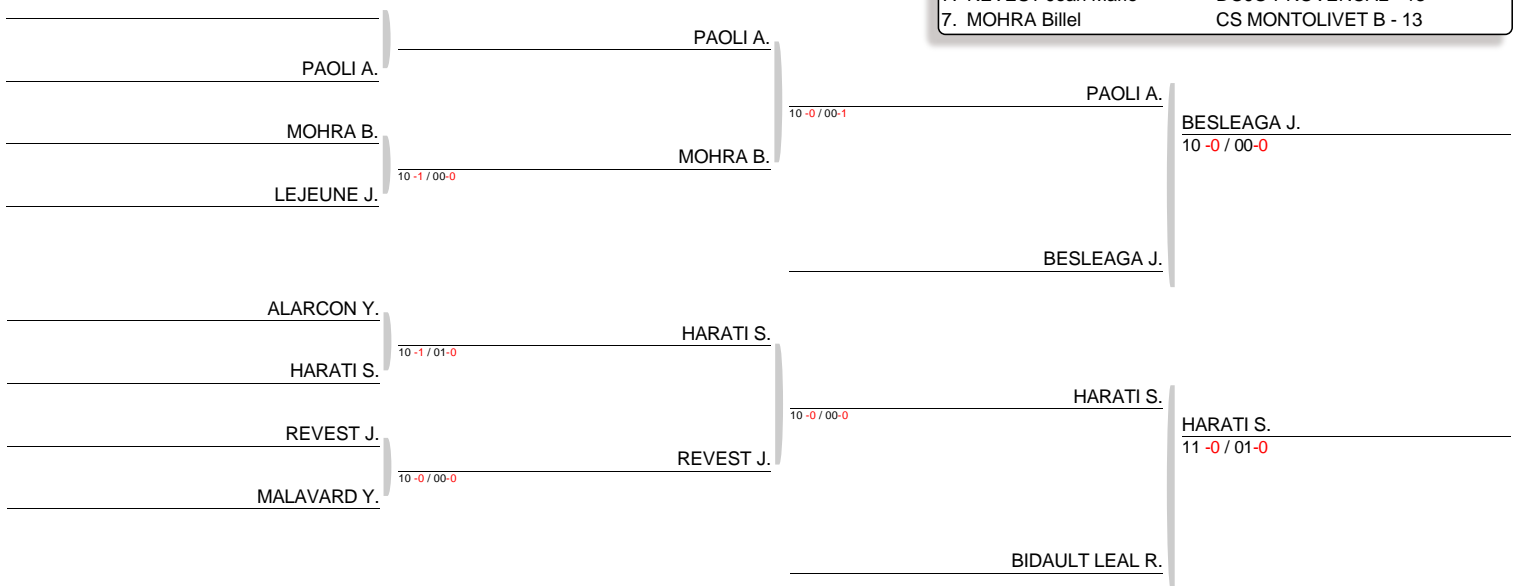 7. MOHRA Billel CS MONTOLIVET B - 13
PAOLI A.
MOHRA B.
LEJEUNE J.
ALARCON Y.
HARATI S.
REVEST J.
MALAVARD Y.
PAOLI A.
MOHRA B.
10 -1 / 00-0
HARATI S.
10 -1 / 01-0
REVEST J.
10 -0 / 00-0
PAOLI A.
10 -0 / 00-1
BESLEAGA J.
HARATI S.
10 -0 / 00-0
BIDAULT LEAL R.
BESLEAGA J.
10 -0 / 00-0
HARATI S.
11 -0 / 01-0